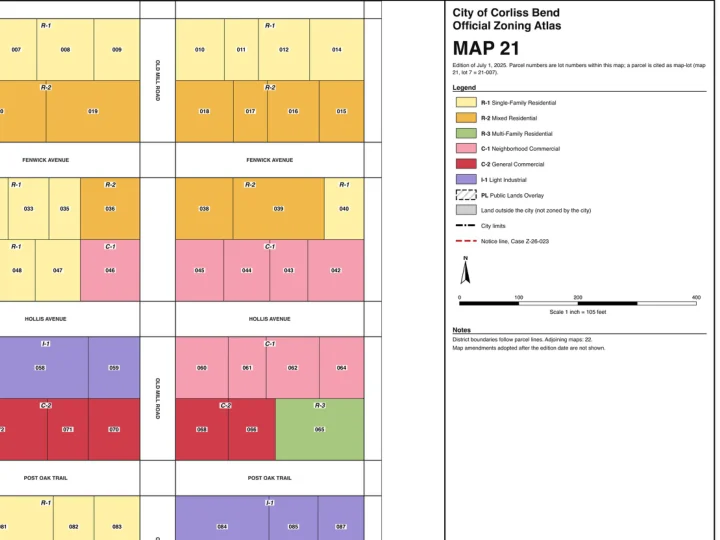 R-1
R-1
007
008
009
010
011
012
014
OLD MILL ROAD
R-2
R-2
019
018
017
016
015
FENWICK AVENUE
FENWICK AVENUE
R-1
R-2
R-2
R-1
033
035
036
038
039
040
R-1
C-1
C-1
048
047
046
045
044
043
042
HOLLIS AVENUE
HOLLIS AVENUE
I-1
C-1
058
059
060
061
062
064
OLD MILL ROAD
C-2
C-2
R-3
071
070
068
066
065
POST OAK TRAIL
POST OAK TRAIL
R-1
I-1
082
083
084
085
087
City of Corliss Bend
Official Zoning Atlas
MAP 21
Edition of July 1, 2025. Parcel numbers are lot numbers within this map; a parcel is cited as map-lot (map
21, lot 7 = 21-007).
Legend
R-1 Single-Family Residential
R-2 Mixed Residential
R-3 Multi-Family Residential
C-1 Neighborhood Commercial
C-2 General Commercial
I-1 Light Industrial
PL Public Lands Overlay
Land outside the city (not zoned by the city)
City limits
Notice line, Case Z-26-023
N
0 100 200 400
Scale 1 inch = 105 feet
Notes
District boundaries follow parcel lines. Adjoining maps: 22.
Map amendments adopted after the edition date are not shown.